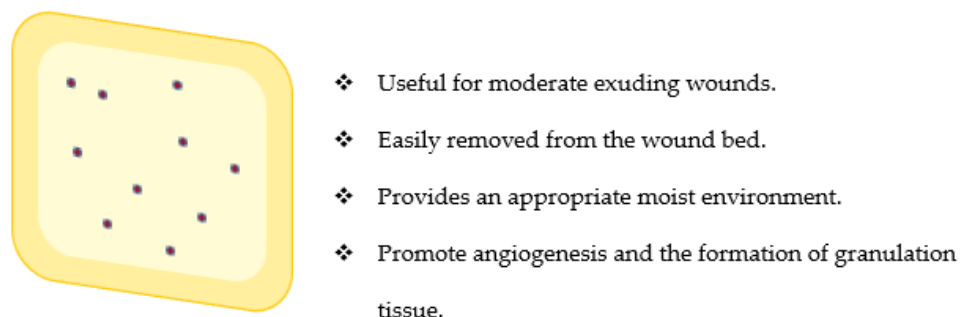 ❖ Useful for moderate exuding wounds.
❖ Easily removed from the wound bed.
❖ Provides an appropriate moist environment.
❖ Promote angiogenesis and the formation of granulation
tissue.